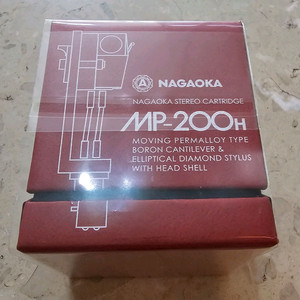 A
NAGAOKA
NAGAOKA STEREO CARTRIDGE
MP-200H
MOVING PERMALLOY TYPE
BORON CANTILEVER &
ELLIPTICAL DIAMOND STYLUS
WITH HEAD SHELL